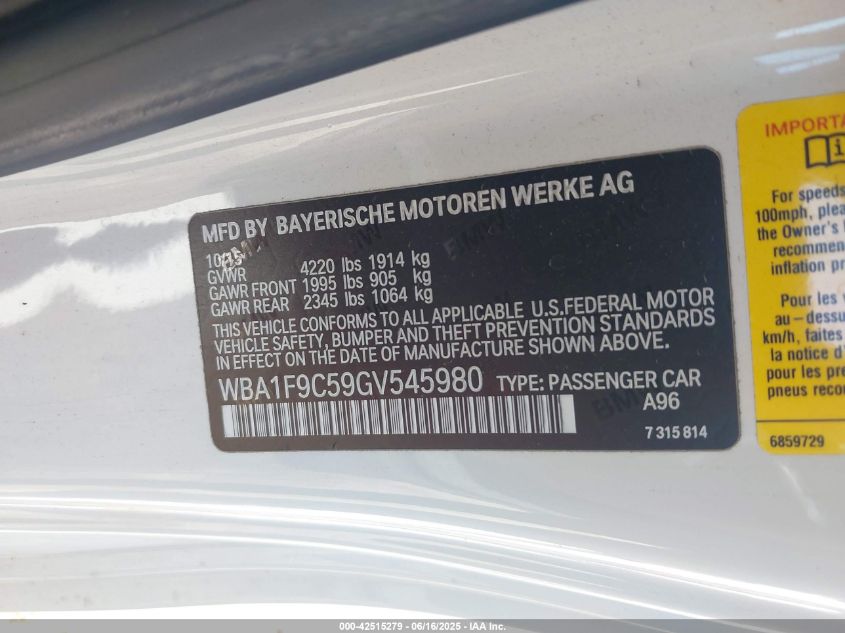 MFD BY BAYERISCHE MOTOREN WERKE AG
10/15
GVWR 4220 lbs 1914 kg
GAWR FRONT 1995 lbs 905 kg
GAWR REAR 2345 lbs 1064 kg
THIS VEHICLE CONFORMS TO ALL APPLICABLE U.S.FEDERAL MOTOR
VEHICLE SAFETY, BUMPER AND THEFT PREVENTION STANDARDS
IN EFFECT ON THE DATE OF MANUFACTURE SHOWN ABOVE.
WBA1F9C59GV545980 TYPE: PASSENGER CAR
A96
7 315 814
IMPORTA
For speeds
100mph, plea
the Owner's
recommen
inflation pr
Pour les v
au-dessu
km/h, faites
la notice d'
pour les
pneus recor
6859729
000-42515279 - 06/16/2025 - IAA Inc.